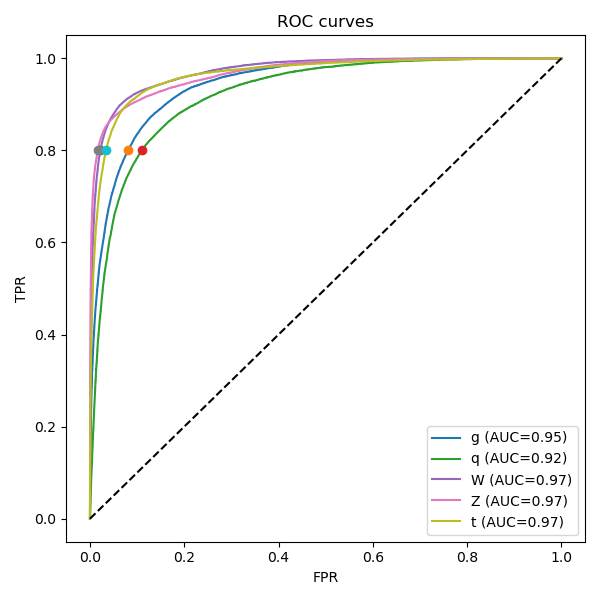 ROC curves
1.0
0.8
0.6
0.4
0.2
0.0
TPR
g (AUC=0.95)
q (AUC=0.92)
W (AUC=0.97)
Z (AUC=0.97)
t (AUC=0.97)
0.0 0.2 0.4 0.6 0.8 1.0
FPR